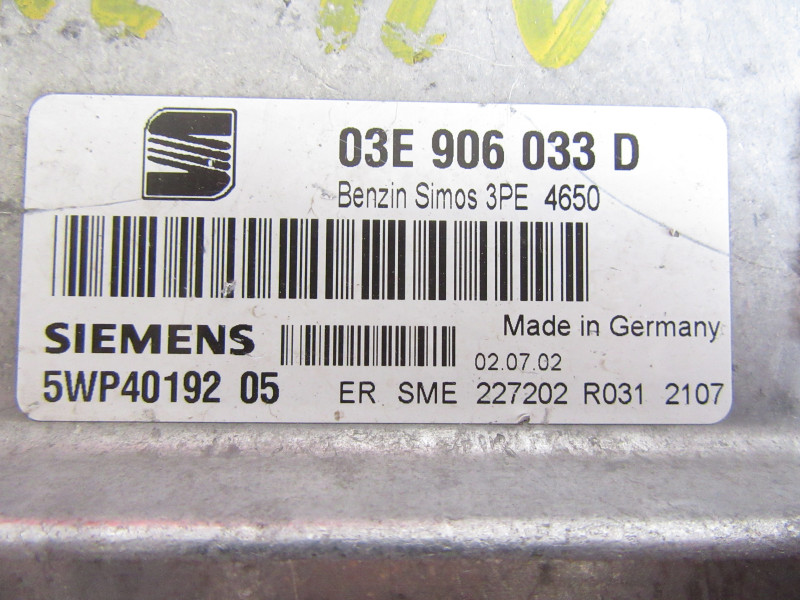 03E 906 033 D
Benzin Simos 3PE 4650
SIEMENS
Made in Germany
02.07.02
5WP40192 05
ER SME 227202 R031 2107